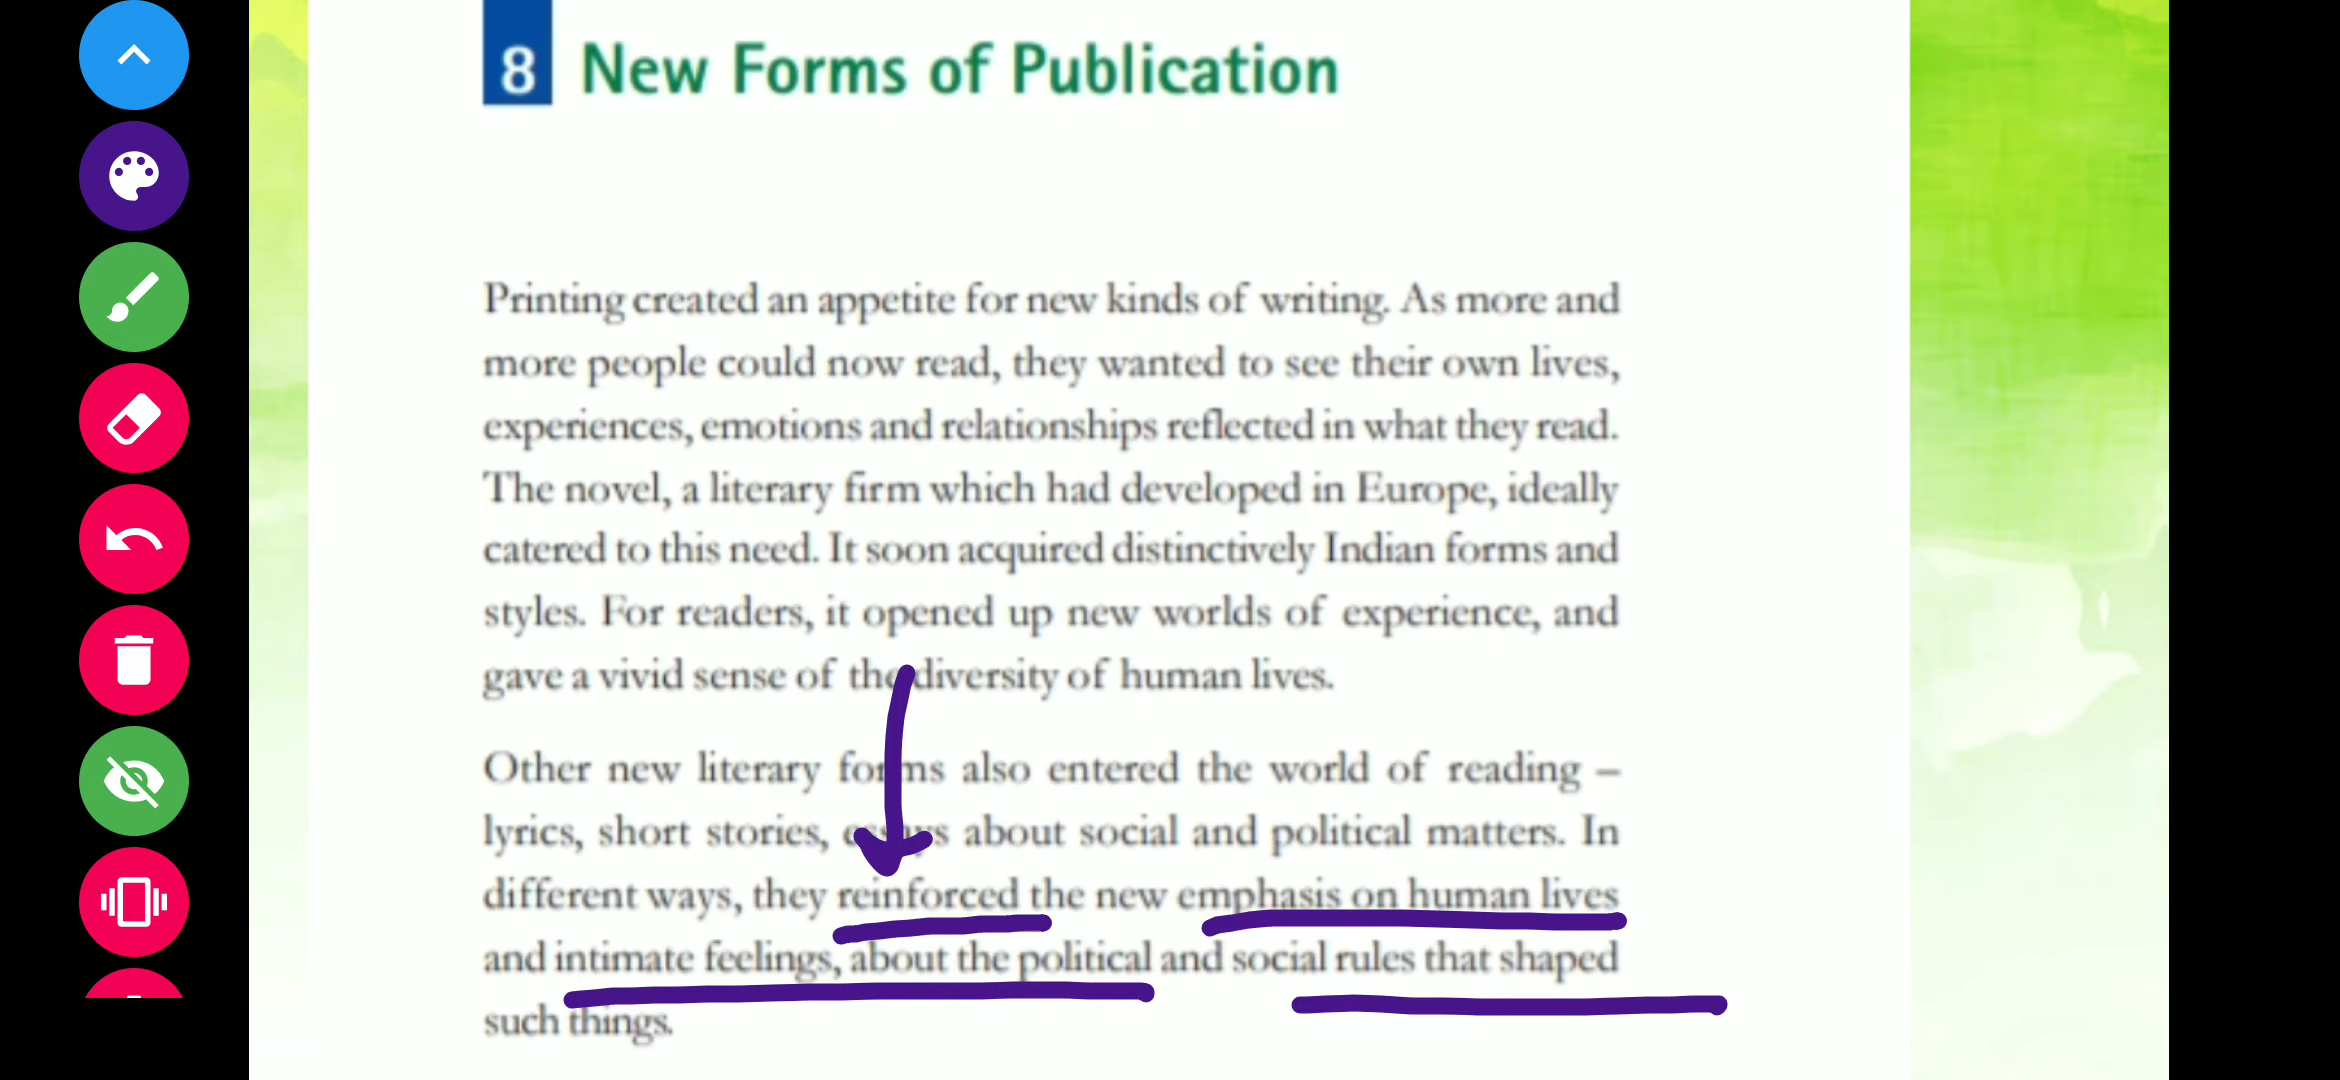 8 New Forms of Publication
Printing created an appetite for new kinds of writing. As more and
more people could now read, they wanted to see their own lives,
experiences, emotions and relationships reflected in what they read.
The novel, a literary firm which had developed in Europe, ideally
catered to this need. It soon acquired distinctively Indian forms and
styles. For readers, it opened up new worlds of experience, and
gave a vivid sense of the diversity of human lives.
Other new literary forms also entered the world of reading –
lyrics, short stories, essays about social and political matters. In
different ways, they reinforced the new emphasis on human lives
and intimate feelings, about the political and social rules that shaped
such things.